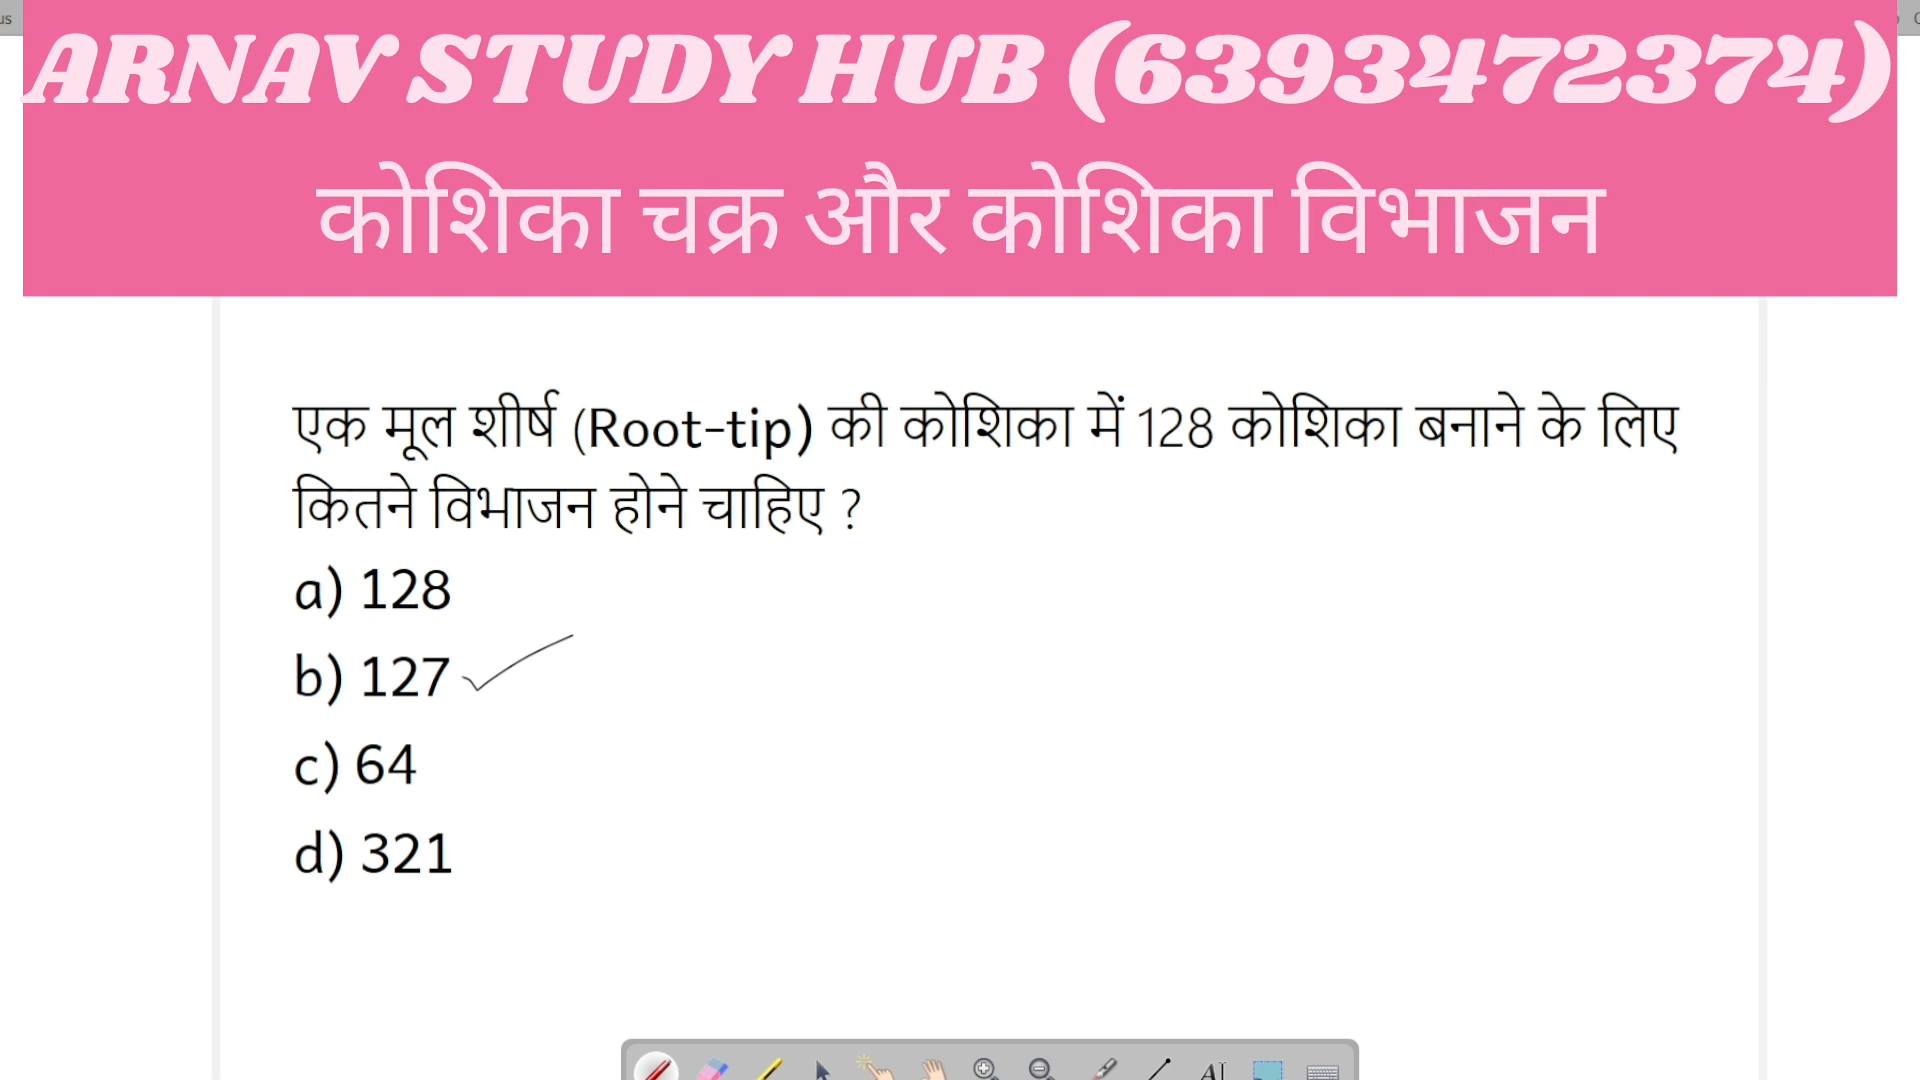 ARNAV STUDY HUB (6393472374)
कोशिका चक्र और कोशिका विभाजन
एक मूल शीर्ष (Root-tip) की कोशिका में 128 कोशिका बनाने के लिए
कितने विभाजन होने चाहिए ?
a) 128
b) 127
c) 64
d) 321